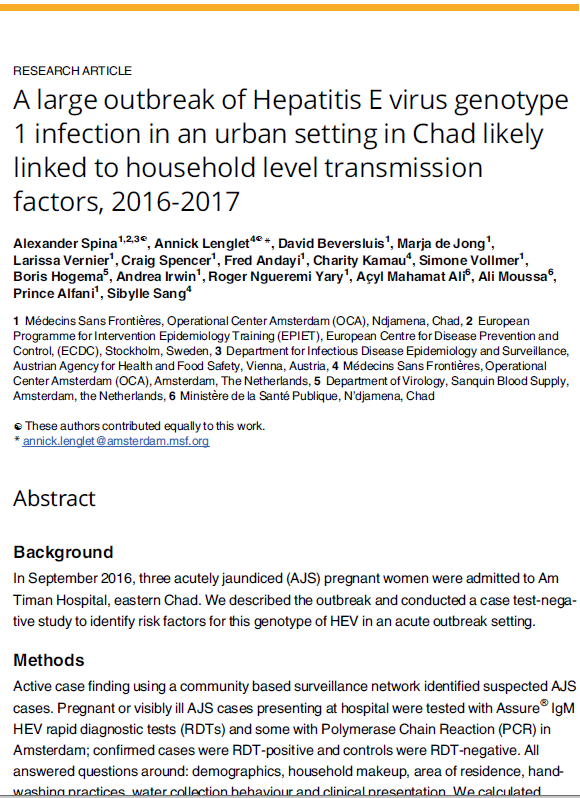 RESEARCH ARTICLE
A large outbreak of Hepatitis E virus genotype
1 infection in an urban setting in Chad likely
linked to household level transmission
factors, 2016-2017
Alexander Spina1,2,3☯, Annick Lenglet4☯*, David Beversluis1, Marja de Jong1,
Larissa Vernier1, Craig Spencer1, Fred Andayi1, Charity Kamau4, Simone Vollmer1,
Boris Hogema5, Andrea Irwin1, Roger Ngueremi Yary1, Açyl Mahamat Ali6, Ali Moussa6,
Prince Alfani1, Sibylle Sang4
1 Médecins Sans Frontières, Operational Center Amsterdam (OCA), Ndjamena, Chad, 2 European
Programme for Intervention Epidemiology Training (EPIET), European Centre for Disease Prevention and
Control, (ECDC), Stockholm, Sweden, 3 Department for Infectious Disease Epidemiology and Surveillance,
Austrian Agency for Health and Food Safety, Vienna, Austria, 4 Médecins Sans Frontières, Operational
Center Amsterdam (OCA), Amsterdam, The Netherlands, 5 Department of Virology, Sanquin Blood Supply,
Amsterdam, the Netherlands, 6 Ministère de la Santé Publique, N'djamena, Chad
☯ These authors contributed equally to this work.
* annick.lenglet@amsterdam.msf.org
Abstract
Background
In September 2016, three acutely jaundiced (AJS) pregnant women were admitted to Am
Timan Hospital, eastern Chad. We described the outbreak and conducted a case test-nega-
tive study to identify risk factors for this genotype of HEV in an acute outbreak setting.
Methods
Active case finding using a community based surveillance network identified suspected AJS
cases. Pregnant or visibly ill AJS cases presenting at hospital were tested with Assure® IgM
HEV rapid diagnostic tests (RDTs) and some with Polymerase Chain Reaction (PCR) in
Amsterdam; confirmed cases were RDT-positive and controls were RDT-negative. All
answered questions around: demographics, household makeup, area of residence, hand-
washing practices, water collection behaviour and clinical presentation. We calculated